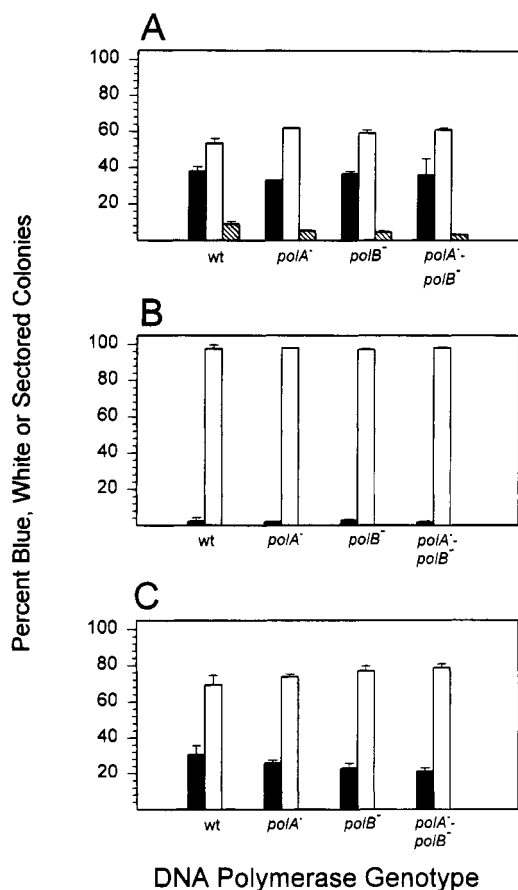 A
100
80
60
40
20
wt
polA-
polB-
polA--
polB-
B
100
80
60
40
20
wt
polA-
polB-
polA--
polB-
C
100
80
60
40
20
wt
polA-
polB-
polA--
polB-
Percent Blue, White or Sectored Colonies
DNA Polymerase Genotype